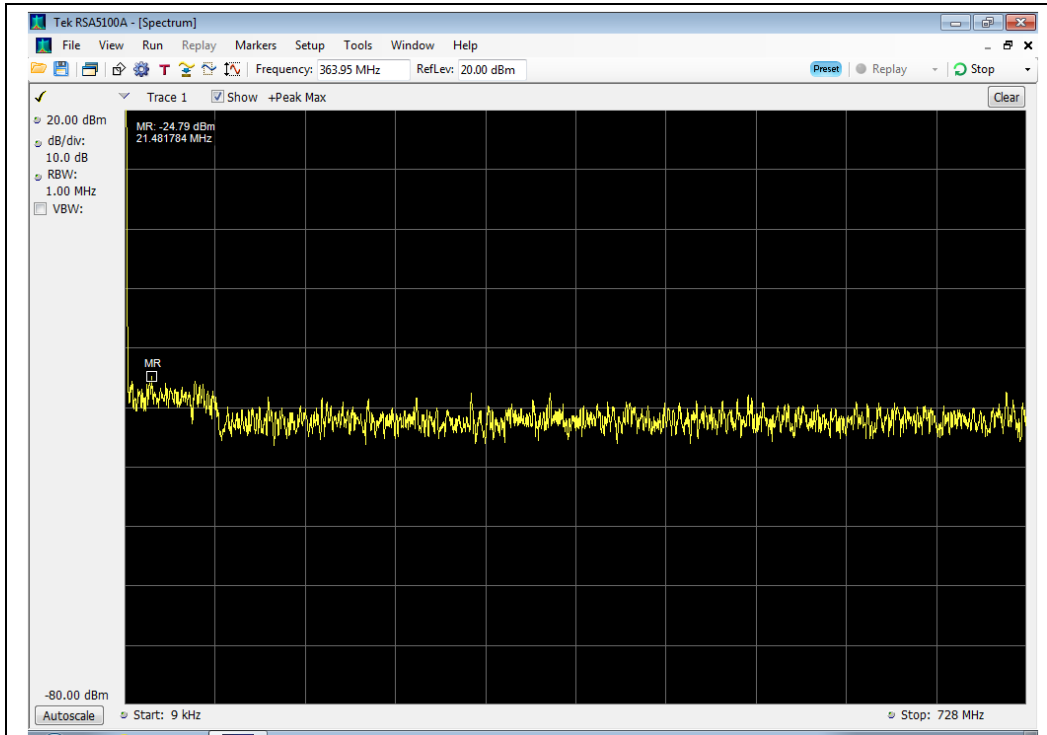 Tek RSA5100A - [Spectrum]
File View Run Replay Markers Setup Tools Window Help
T Frequency: 363.95 MHz RefLev: 20.00 dBm Preset Replay Stop
Trace 1 Show +Peak Max Clear
20.00 dBm
dB/div:
10.0 dB
RBW:
1.00 MHz
VBW:
MR: -24.79 dBm
21.481784 MHz
MR
-80.00 dBm
Autoscale Start: 9 kHz Stop: 728 MHz